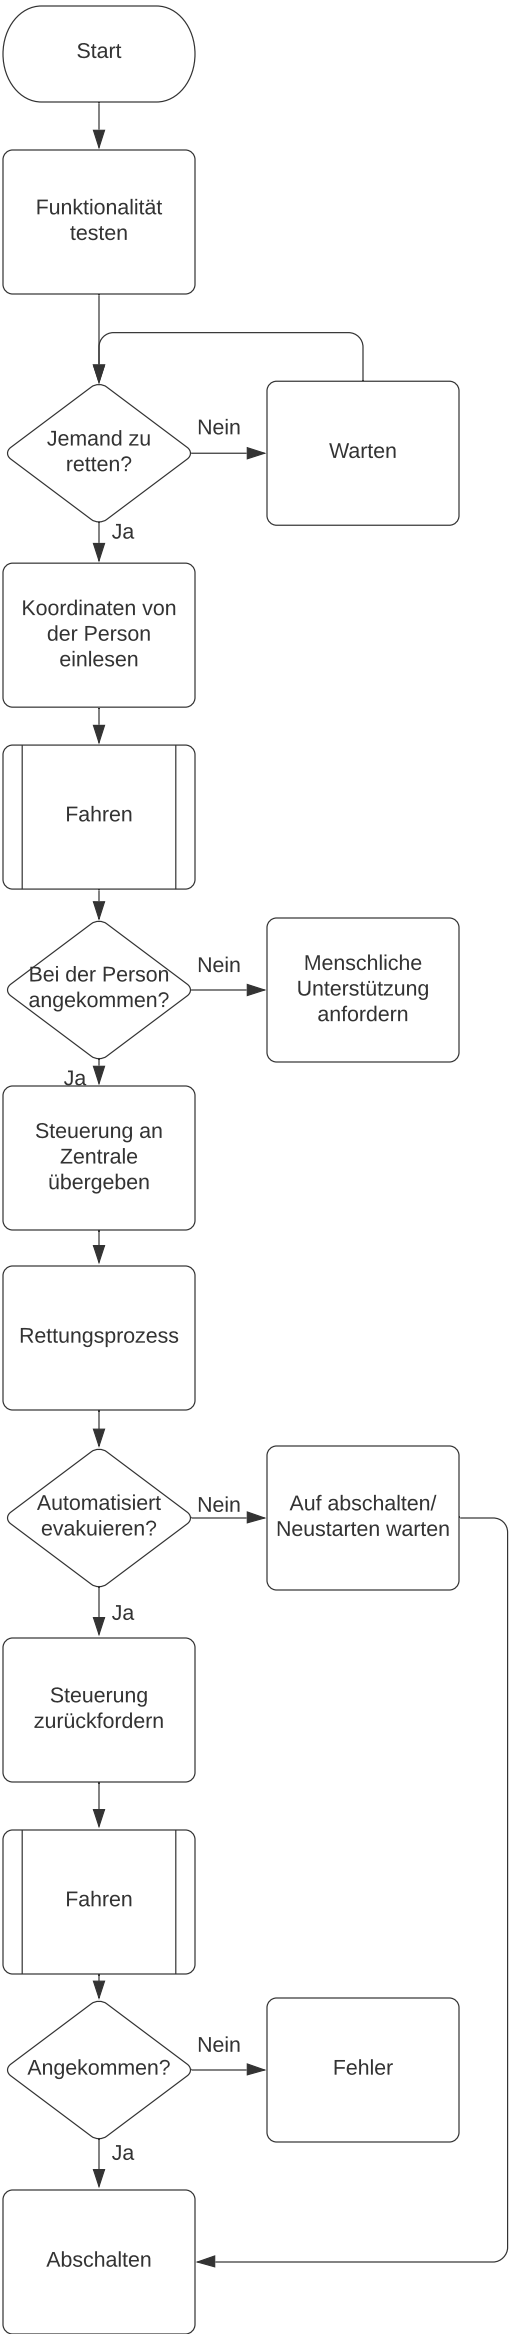 Start
Funktionalität
testen
Jemand zu
retten?
Nein
Warten
Ja
Koordinaten von
der Person
einlesen
Fahren
Bei der Person
angekommen?
Nein
Menschliche
Unterstützung
anfordern
Ja
Steuerung an
Zentrale
übergeben
Rettungsprozess
Automatisiert
evakuieren?
Nein
Auf abschalten/
Neustarten warten
Ja
Steuerung
zurückfordern
Fahren
Angekommen?
Nein
Fehler
Ja
Abschalten